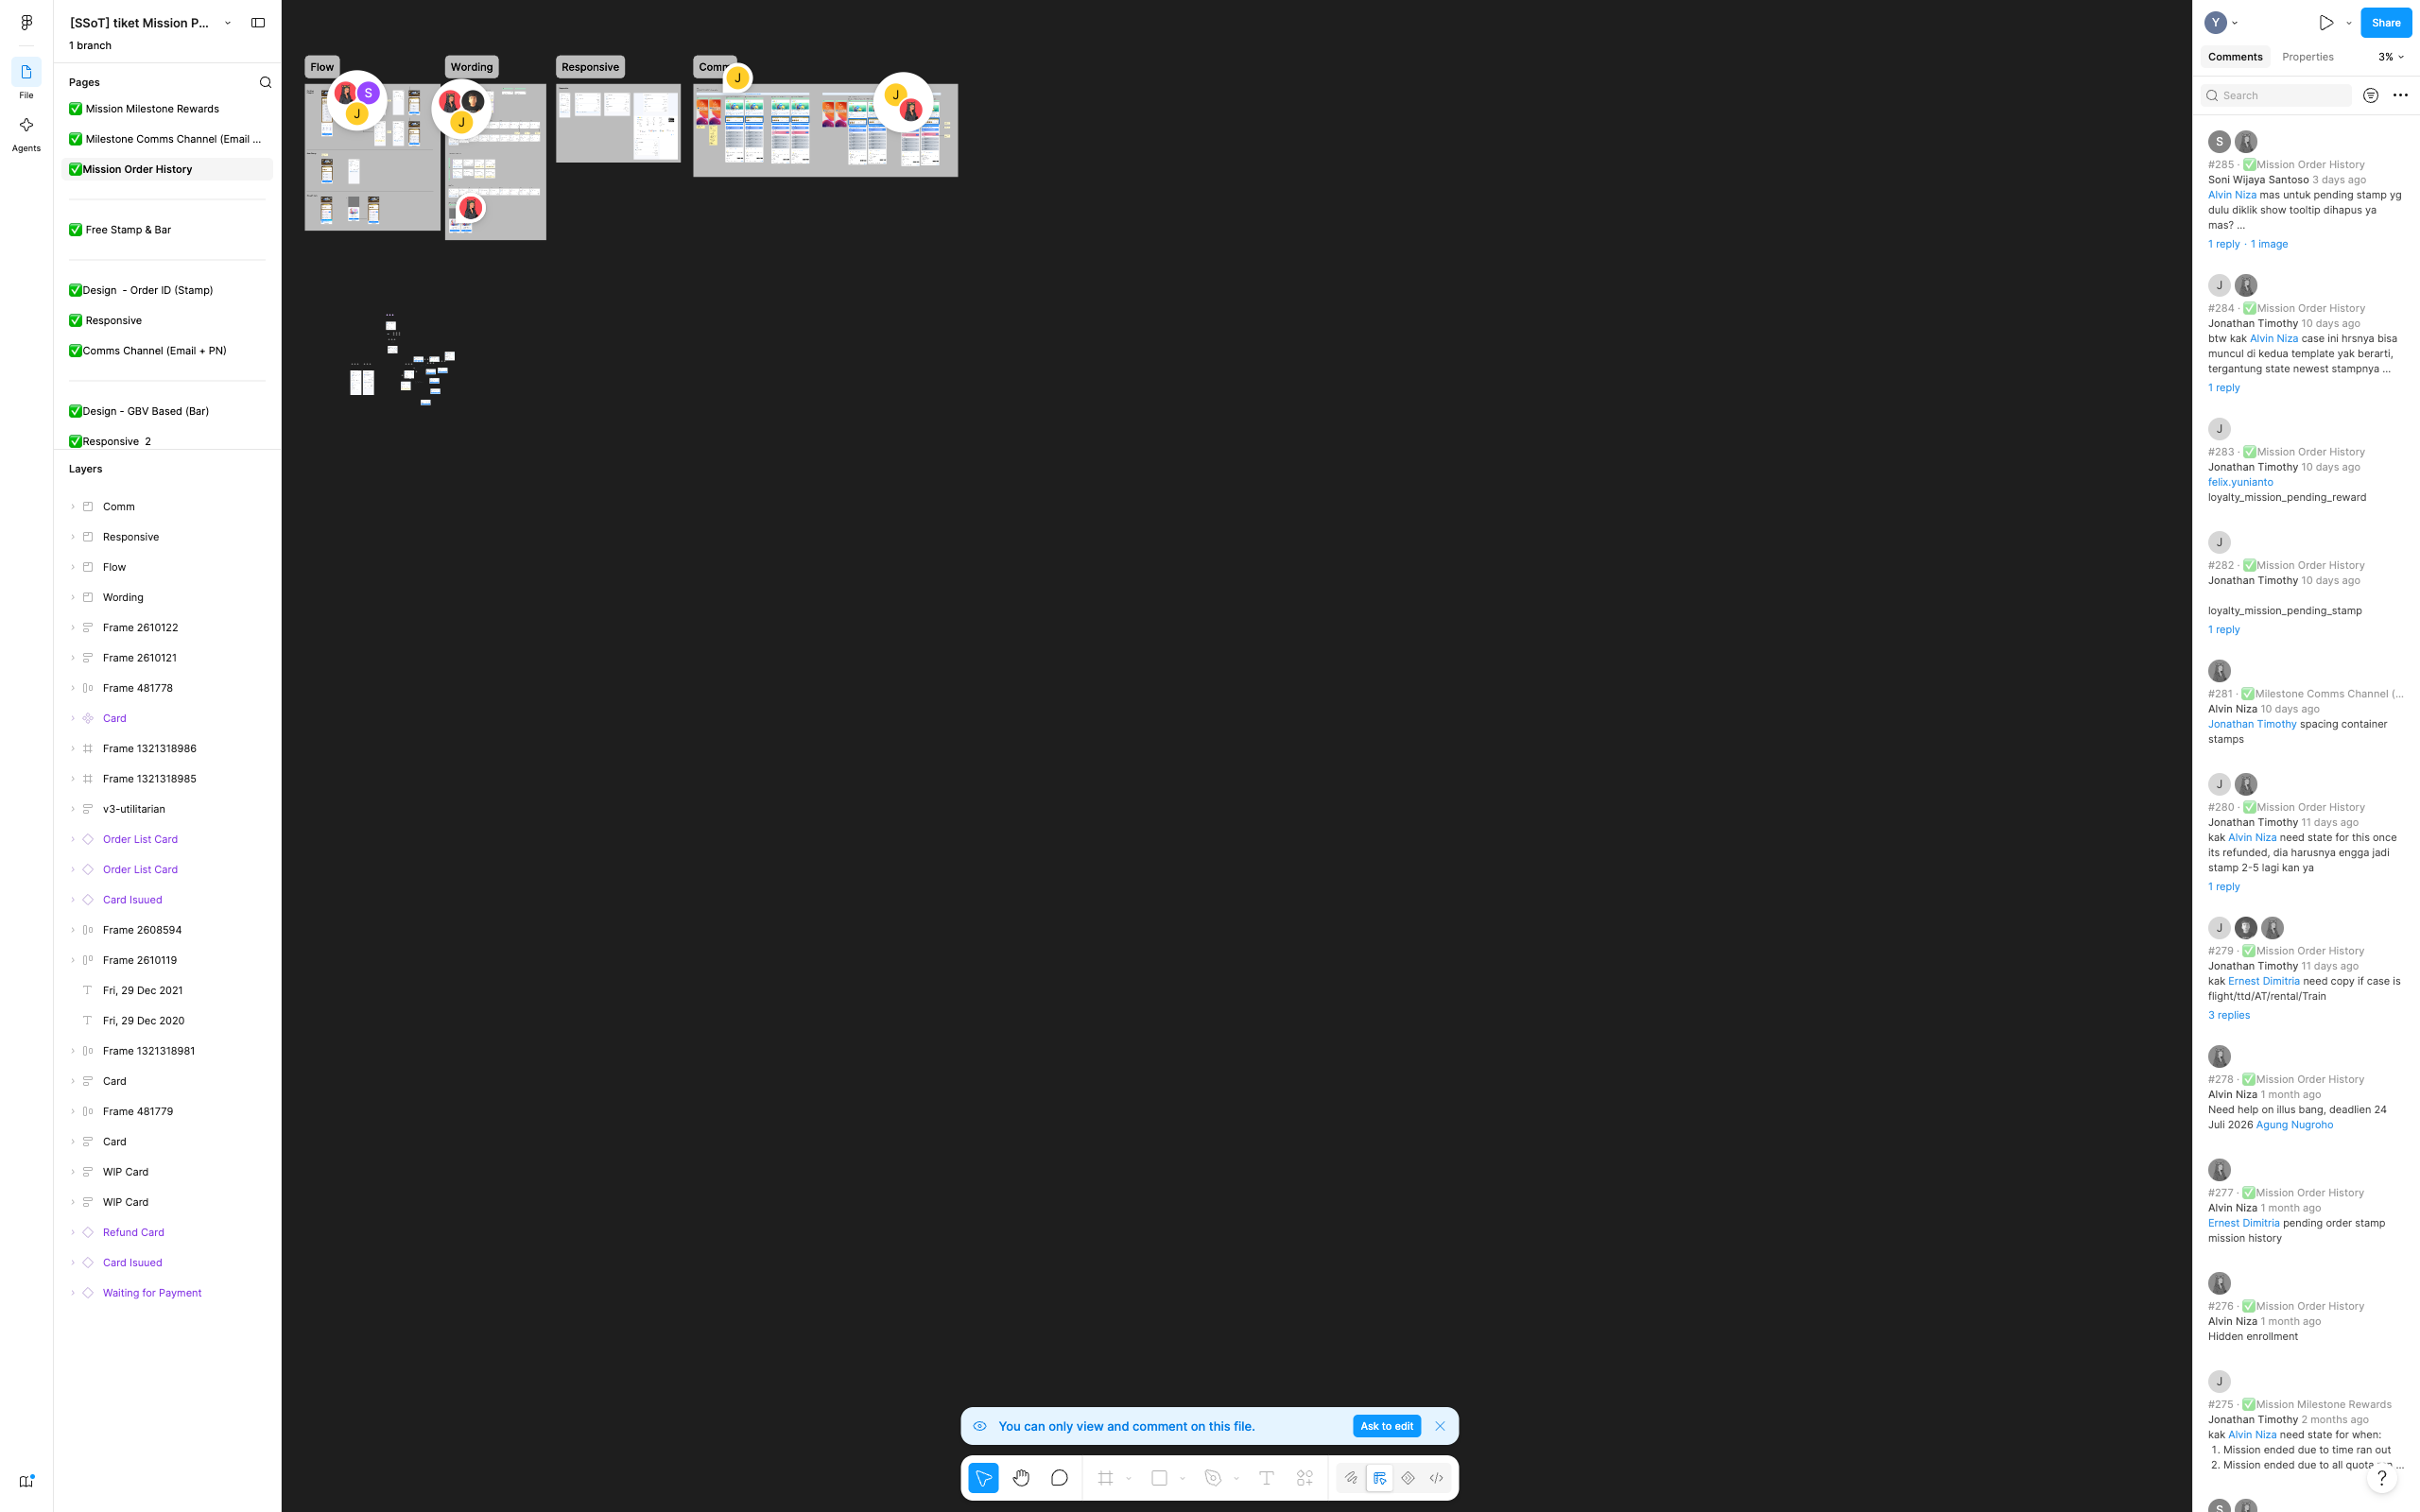 [SSoT] tiket Mission P...
1 branch
File
Agents
Pages
✅ Mission Milestone Rewards
✅ Milestone Comms Channel (Email ...
✅Mission Order History
✅ Free Stamp & Bar
✅Design - Order ID (Stamp)
✅ Responsive
✅Comms Channel (Email + PN)
✅Design - GBV Based (Bar)
✅Responsive 2
Layers
Comm
Responsive
Flow
Wording
Frame 2610122
Frame 2610121
Frame 481778
Card
Frame 1321318986
Frame 1321318985
v3-utilitarian
Order List Card
Order List Card
Card Isuued
Frame 2608594
Frame 2610119
Fri, 29 Dec 2021
Fri, 29 Dec 2020
Frame 1321318981
Card
Frame 481779
Card
WIP Card
WIP Card
Refund Card
Card Isuued
Waiting for Payment
Flow
Wording
Responsive
Comm
S
J
J
J
J
You can only view and comment on this file.
Ask to edit
Y
Share
Comments
Properties
3%
Search
S
#285 · ✅Mission Order History
Soni Wijaya Santoso 3 days ago
Alvin Niza mas untuk pending stamp yg
dulu diklik show tooltip dihapus ya
mas? ...
1 reply · 1 image
J
#284 · ✅Mission Order History
Jonathan Timothy 10 days ago
btw kak Alvin Niza case ini hrsnya bisa
muncul di kedua template yak berarti,
tergantung state newest stampnya ...
1 reply
J
#283 · ✅Mission Order History
Jonathan Timothy 10 days ago
felix.yunianto
loyalty_mission_pending_reward
J
#282 · ✅Mission Order History
Jonathan Timothy 10 days ago
loyalty_mission_pending_stamp
1 reply
#281 · ✅Milestone Comms Channel (...
Alvin Niza 10 days ago
Jonathan Timothy spacing container
stamps
J
#280 · ✅Mission Order History
Jonathan Timothy 11 days ago
kak Alvin Niza need state for this once
its refunded, dia harusnya engga jadi
stamp 2-5 lagi kan ya
1 reply
J
#279 · ✅Mission Order History
Jonathan Timothy 11 days ago
kak Ernest Dimitria need copy if case is
flight/ttd/AT/rental/Train
3 replies
#278 · ✅Mission Order History
Alvin Niza 1 month ago
Need help on illus bang, deadlien 24
Juli 2026 Agung Nugroho
#277 · ✅Mission Order History
Alvin Niza 1 month ago
Ernest Dimitria pending order stamp
mission history
#276 · ✅Mission Order History
Alvin Niza 1 month ago
Hidden enrollment
J
#275 · ✅Mission Milestone Rewards
Jonathan Timothy 2 months ago
kak Alvin Niza need state for when:
1. Mission ended due to time ran out
2. Mission ended due to all quota ...
?
S